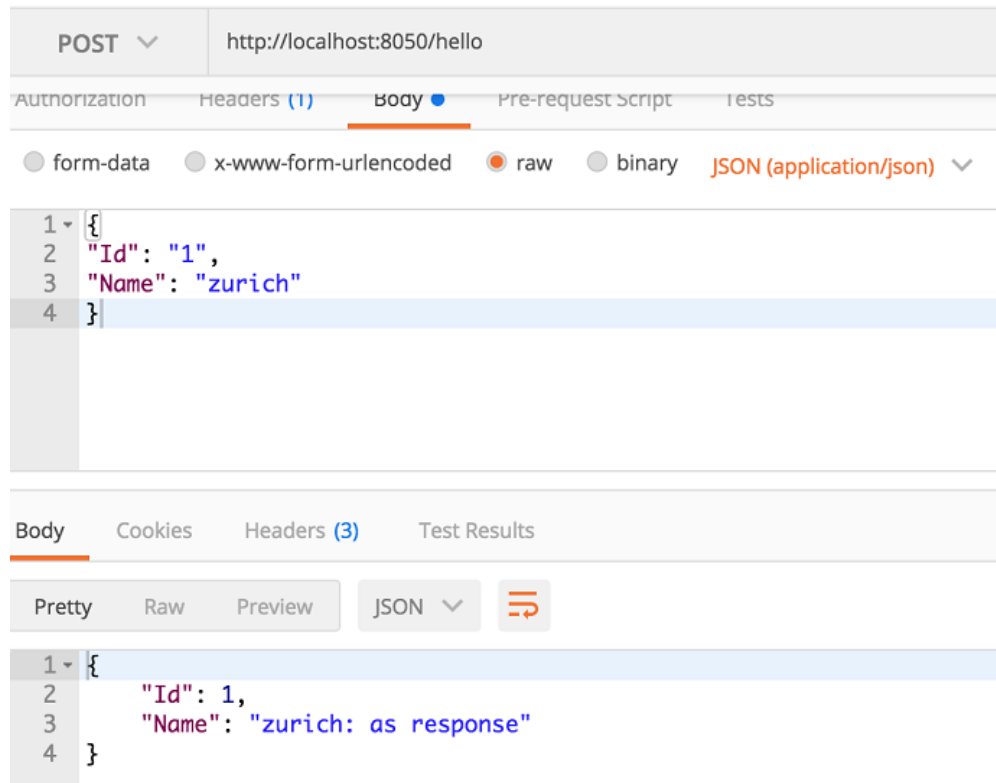 POST http://localhost:8050/hello
Authorization Headers (1) Body Pre-request Script Tests
form-data x-www-form-urlencoded raw binary JSON (application/json)
1 {
2 "Id": "1",
3 "Name": "zurich"
4 }
Body Cookies Headers (3) Test Results
Pretty Raw Preview JSON
1 {
2 "Id": 1,
3 "Name": "zurich: as response"
4 }